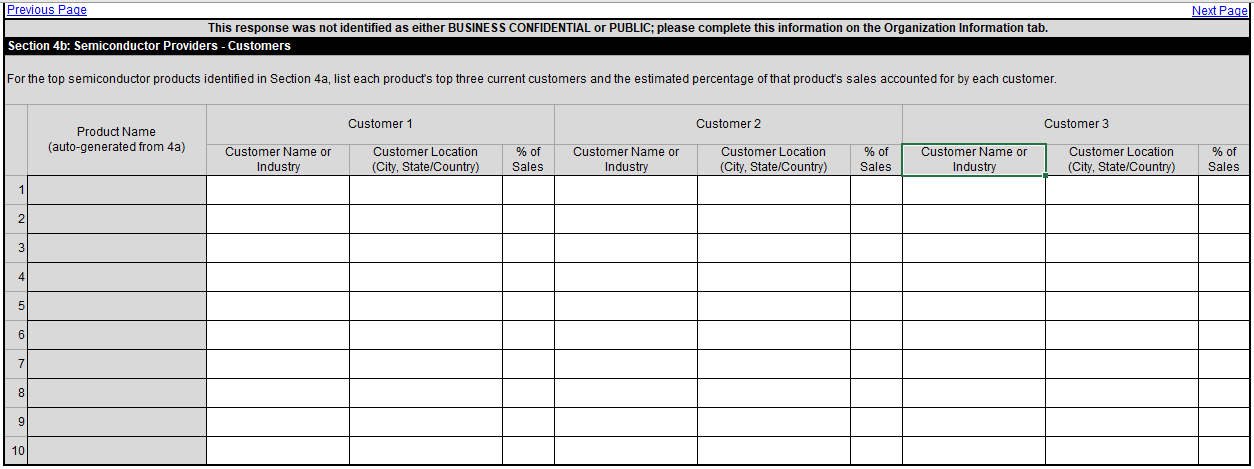 Previous Page
Next Page
This response was not identified as either BUSINESS CONFIDENTIAL or PUBLIC; please complete this information on the Organization Information tab.
Section 4b: Semiconductor Providers - Customers
For the top semiconductor products identified in Section 4a, list each product's top three current customers and the estimated percentage of that product's sales accounted for by each customer.
Product Name
(auto-generated from 4a)
Customer 1
Customer 2
Customer 3
Customer Name or
Industry
Customer Location
(City, State/Country)
% of
Sales
Customer Name or
Industry
Customer Location
(City, State/Country)
% of
Sales
Customer Name or
Industry
Customer Location
(City, State/Country)
% of
Sales
1
2
3
4
5
6
7
8
9
10